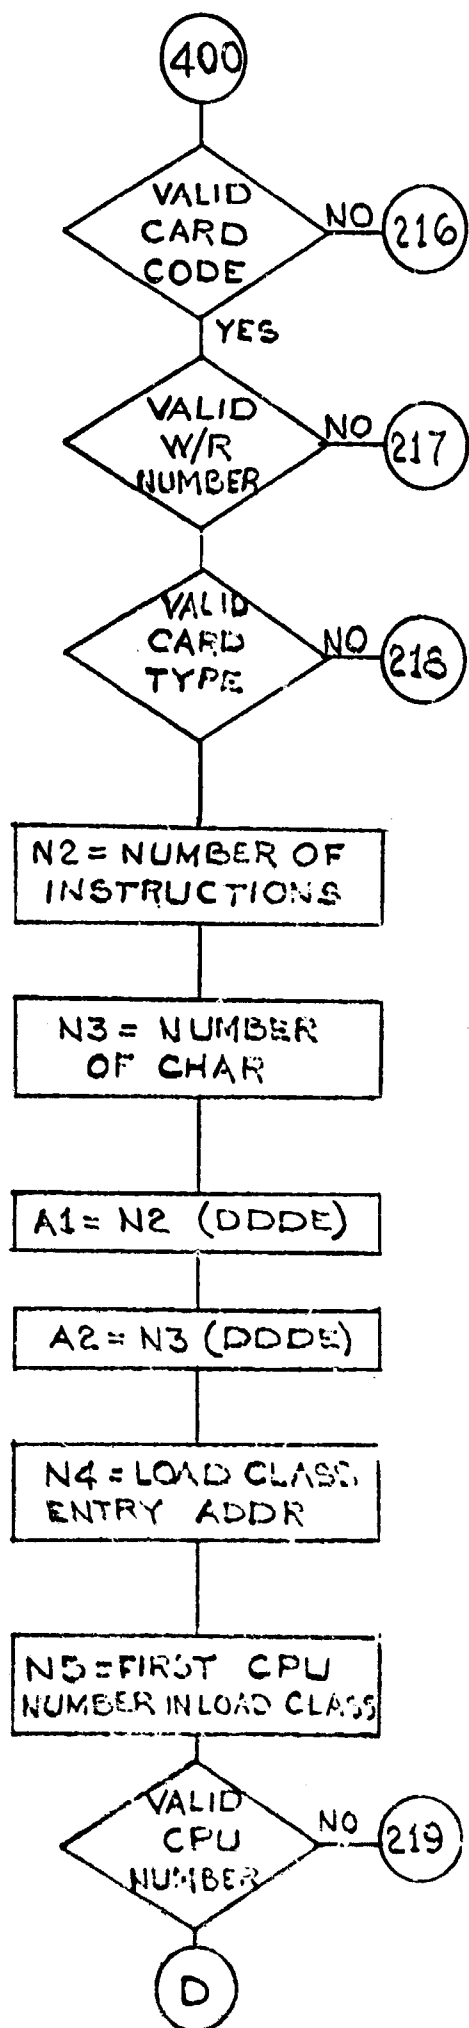 400
VALID
CARD
CODE
NO
216
YES
VALID
W/R
NUMBER
NO
217
VALID
CARD
TYPE
NO
218
N2 = NUMBER OF
INSTRUCTIONS
N3 = NUMBER
OF CHAR
A1 = N2 (DDDE)
A2 = N3 (DDDE)
N4 = LOAD CLASS
ENTRY ADDR
N5 = FIRST CPU
NUMBER IN LOAD CLASS
VALID
CPU
NUMBER
NO
219
D